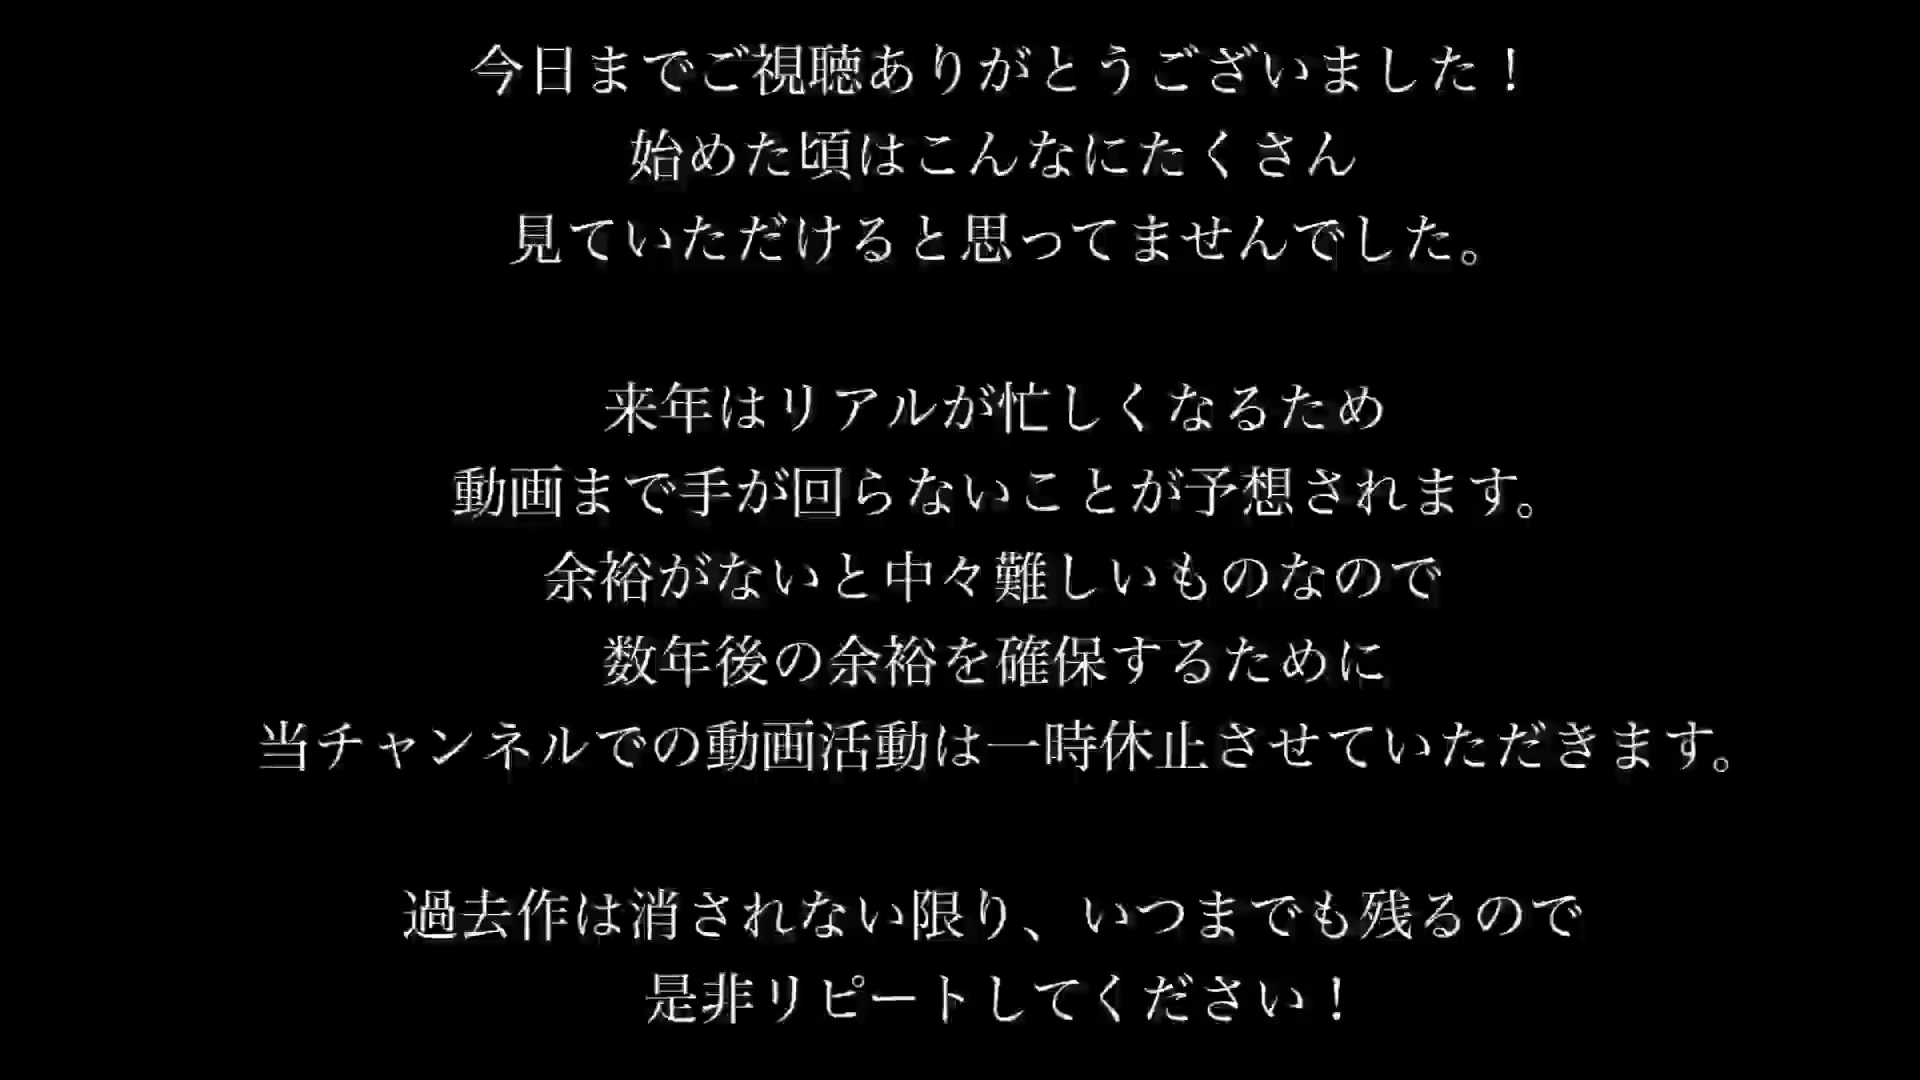 今日までご視聴ありがとうございました！
始めた頃はこんなにたくさん
見ていただけると思ってませんでした。
来年はリアルが忙しくなるため
動画まで手が回らないことが予想されます。
余裕がないと中々難しいものなので
数年後の余裕を確保するために
当チャンネルでの動画活動は一時休止させていただきます。
過去作は消されない限り、いつまでも残るので
是非リピートしてください！